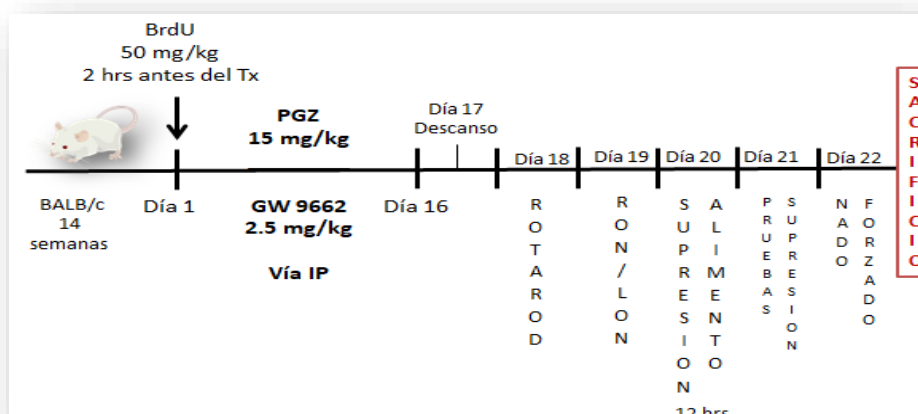 BrdU
50 mg/kg
2 hrs antes del Tx
PGZ
15 mg/kg
Día 17
Descanso
Día 18
Día 19
Día 20
Día 21
Día 22
BALB/c
14
semanas
Día 1
GW 9662
2.5 mg/kg
Vía IP
Día 16
ROTAROD
RON/LON
SUPRESION
ALIMENTO
12 hrs
PRUEBAS
SUPRESION
NADO
FORZADO
SACRIFICIO